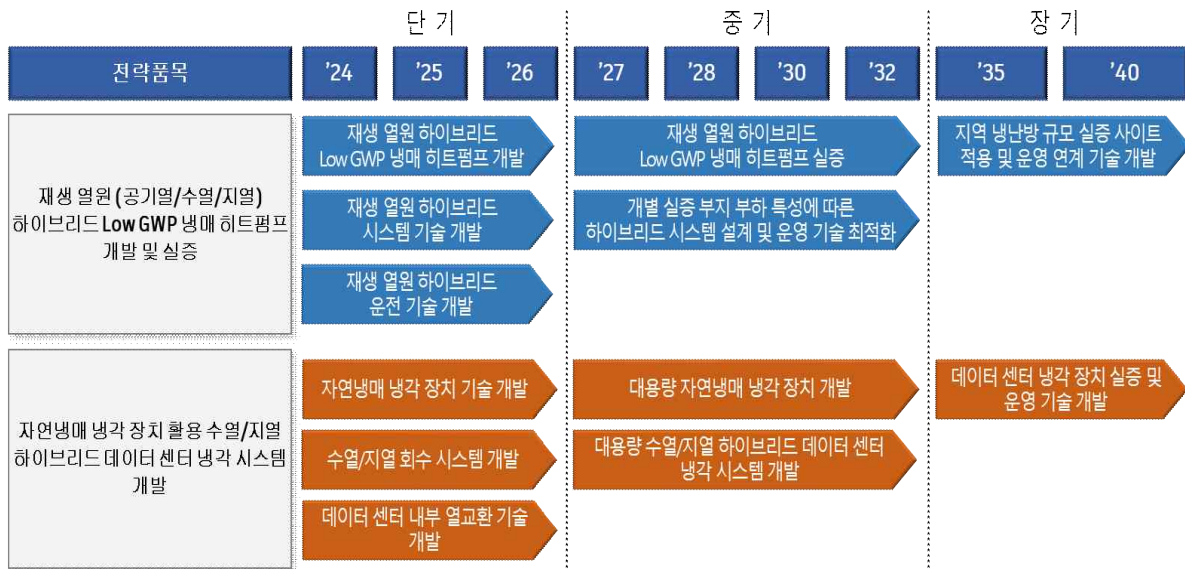 단 기
중 기
장 기
전략품목
'24
'25
'26
'27
'28
'30
'32
'35
'40
재생 열원 (공기열/수열/지열)
하이브리드 Low GWP 냉매 히트펌프
개발 및 실증
재생 열원 하이브리드
Low GWP 냉매 히트펌프 개발
재생 열원 하이브리드
Low GWP 냉매 히트펌프 실증
지역 냉난방 규모 실증 사이트
적용 및 운영 연계 기술 개발
재생 열원 하이브리드
시스템 기술 개발
개별 실증 부지 부하 특성에 따른
하이브리드 시스템 설계 및 운영 기술 최적화
재생 열원 하이브리드
운전 기술 개발
자연냉매 냉각 장치 활용 수열/지열
하이브리드 데이터 센터 냉각 시스템
개발
자연냉매 냉각 장치 기술 개발
대용량 자연냉매 냉각 장치 개발
데이터 센터 냉각 장치 실증 및
운영 기술 개발
수열/지열 회수 시스템 개발
대용량 수열/지열 하이브리드 데이터 센터
냉각 시스템 개발
데이터 센터 내부 열교환 기술
개발